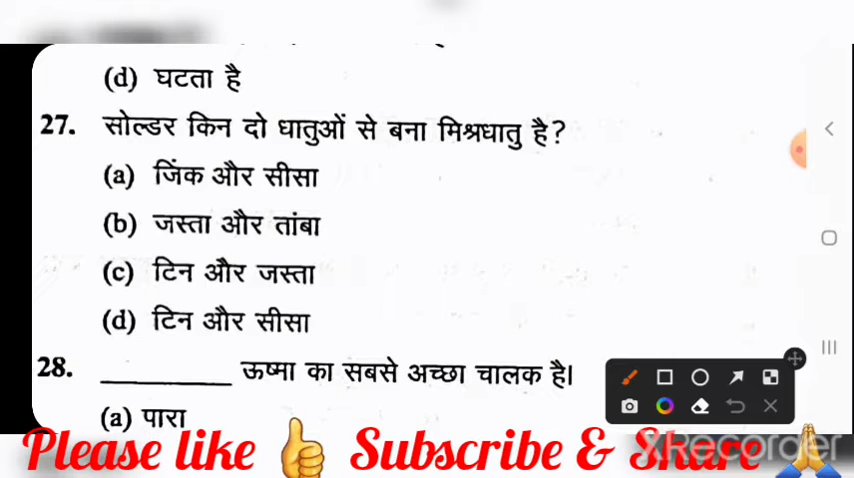 (d) घटता है
27. सोल्डर किन दो धातुओं से बना मिश्रधातु है?
(a) जिंक और सीसा
(b) जस्ता और तांबा
(c) टिन और जस्ता
(d) टिन और सीसा
28. __________ ऊष्मा का सबसे अच्छा चालक है।
(a) पारा
Please like 👍 Subscribe & Share 🙏
XRecorder